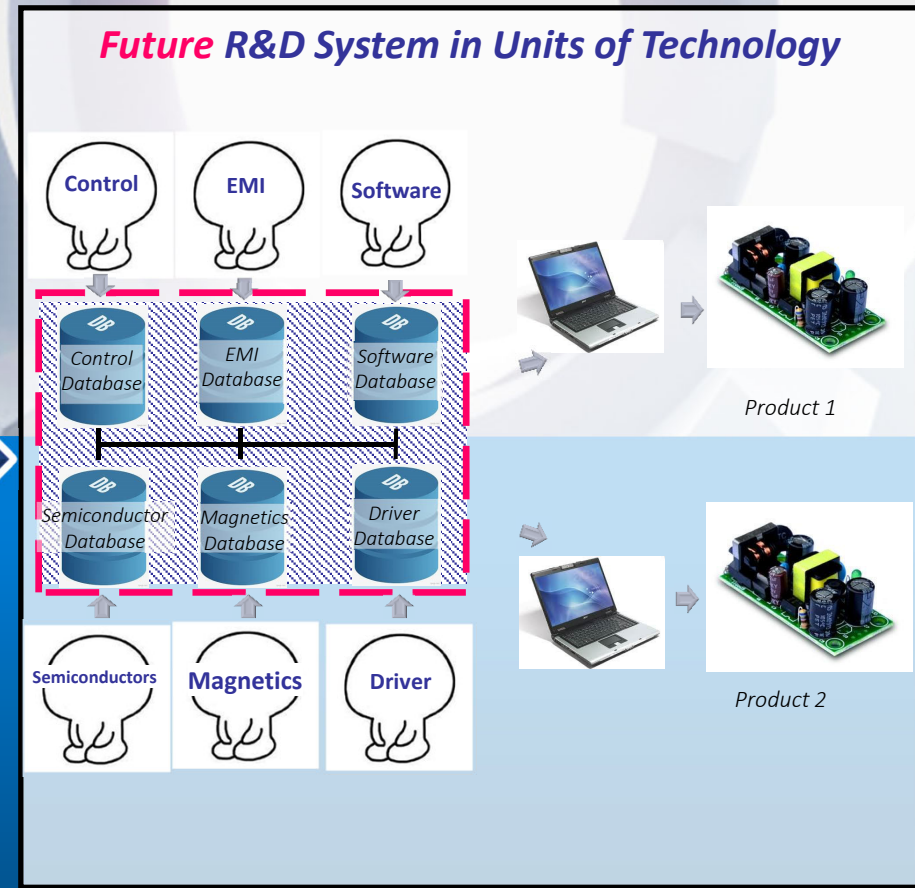 Future R&D System in Units of Technology
Control
EMI
Software
DB
Control
Database
DB
EMI
Database
DB
Software
Database
DB
Semiconductor
Database
DB
Magnetics
Database
DB
Driver
Database
Semiconductors
Magnetics
Driver
Product 1
Product 2